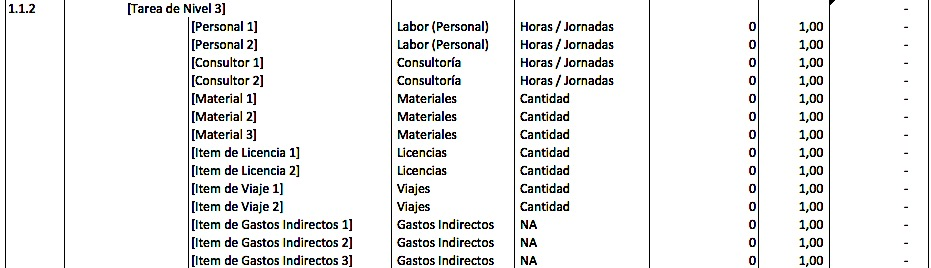 1.1.2 [Tarea de Nivel 3] -
[Personal 1] Labor (Personal) Horas / Jornadas 0 1,00 -
[Personal 2] Labor (Personal) Horas / Jornadas 0 1,00 -
[Consultor 1] Consultoría Horas / Jornadas 0 1,00 -
[Consultor 2] Consultoría Horas / Jornadas 0 1,00 -
[Material 1] Materiales Cantidad 0 1,00 -
[Material 2] Materiales Cantidad 0 1,00 -
[Material 3] Materiales Cantidad 0 1,00 -
[Item de Licencia 1] Licencias Cantidad 0 1,00 -
[Item de Licencia 2] Licencias Cantidad 0 1,00 -
[Item de Viaje 1] Viajes Cantidad 0 1,00 -
[Item de Viaje 2] Viajes Cantidad 0 1,00 -
[Item de Gastos Indirectos 1] Gastos Indirectos NA 0 1,00 -
[Item de Gastos Indirectos 2] Gastos Indirectos NA 0 1,00 -
[Item de Gastos Indirectos 3] Gastos Indirectos NA 0 1,00 -